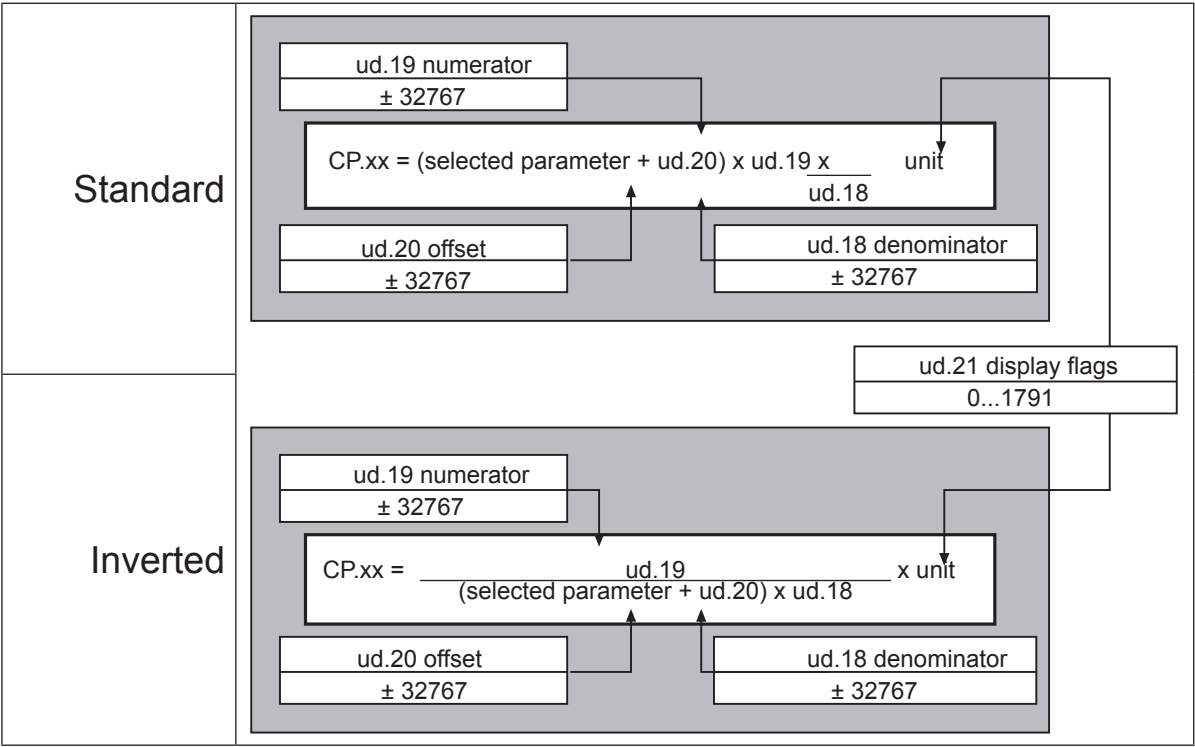 Standard
ud.19 numerator
± 32767
CP.xx = (selected parameter + ud.20) x ud.19 x unit
ud.18
ud.20 offset
± 32767
ud.18 denominator
± 32767
ud.21 display flags
0...1791
Inverted
ud.19 numerator
± 32767
CP.xx = ud.19 x unit
(selected parameter + ud.20) x ud.18
ud.20 offset
± 32767
ud.18 denominator
± 32767